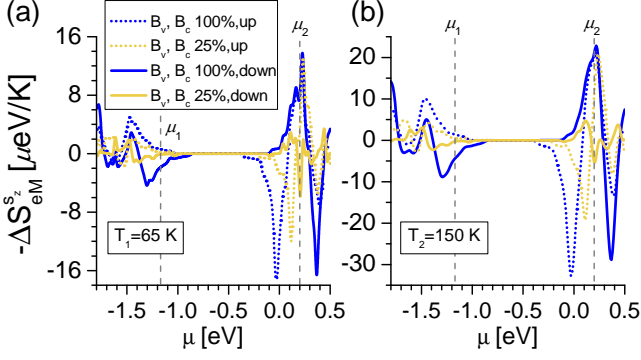 (a)
(b)
B_v, B_c 100%,up
B_v, B_c 25%,up
B_v, B_c 100%,down
B_v, B_c 25%,down
μ_1
μ_2
μ_1
μ_2
-ΔS^{s_z}_{eM} [μeV/K]
16
8
0
-8
-16
20
10
0
-10
-20
-30
T_1=65 K
T_2=150 K
-1.5 -1.0 -0.5 0.0 0.5
-1.5 -1.0 -0.5 0.0 0.5
μ [eV]
μ [eV]